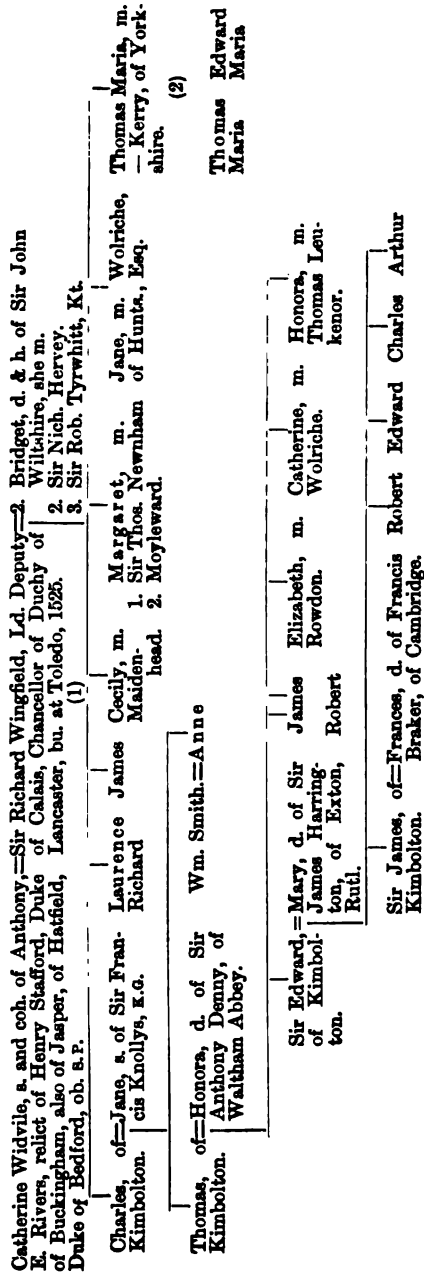 Catherine Widvile, s. and coh. of Anthony,=Sir Richard Wingfield, Ld. Deputy=2. Bridget, d. & h. of Sir John
E. Rivers, relict of Henry Stafford, Duke of Calais, Chancellor of Duchy of Wiltshire, she m.
of Buckingham, also of Jasper, of Hatfield, Lancaster, bu. at Toledo, 1525. 2. Sir Nich. Hervey.
Duke of Bedford, ob. s.p. (1) 3. Sir Rob. Tyrwhitt, Kt.
Charles, of=Jane, s. of Sir Fran-
Kimbolton. cis Knollys, K.G.
Laurence James
Richard
Cecily, m.
Maiden-
head.
1. Margaret, m.
Sir Thos. Newnham
2. Moyleward.
Jane, m. Wolriche,
of Hunts., Esq.
Thomas Maria, m.
— Kerry, of York-
shire.
(2)
Thomas Edward
Maria Maria
Thomas, of=Honora, d. of Sir
Kimbolton. Anthony Denny, of
Waltham Abbey.
Wm. Smith.=Anne
Sir Edward,=Mary, d. of Sir
of Kimbol- James Harring-
ton. ton, of Exton,
Rutl.
James
Robert
Elizabeth, m.
Rowdon.
Catherine, m.
Wolriche.
Honora, m.
Thomas Leu-
kenor.
Sir James, of=Frances, d. of Francis
Kimbolton. Braker, of Cambridge.
Robert Edward Charles Arthur